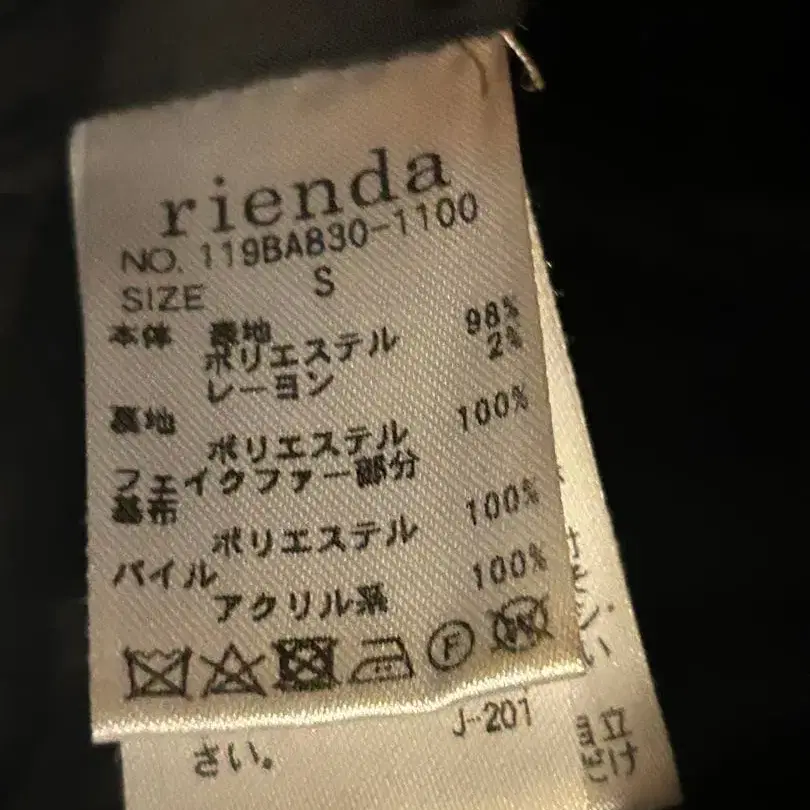 rienda
NO. 119BA830-1100
SIZE S
本体 表地
ポリエステル 98%
レーヨン 2%
裏地
ポリエステル 100%
フェイクファー部分
基布
ポリエステル 100%
パイル
アクリル系 100%
F
J-201
さい。